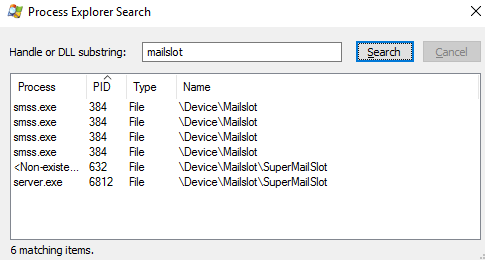 Process Explorer Search
Handle or DLL substring: mailslot Search Cancel
Process PID Type Name
smss.exe 384 File \Device\Mailslot
smss.exe 384 File \Device\Mailslot
smss.exe 384 File \Device\Mailslot
smss.exe 384 File \Device\Mailslot
<Non-existe... 632 File \Device\Mailslot\SuperMailSlot
server.exe 6812 File \Device\Mailslot\SuperMailSlot
6 matching items.